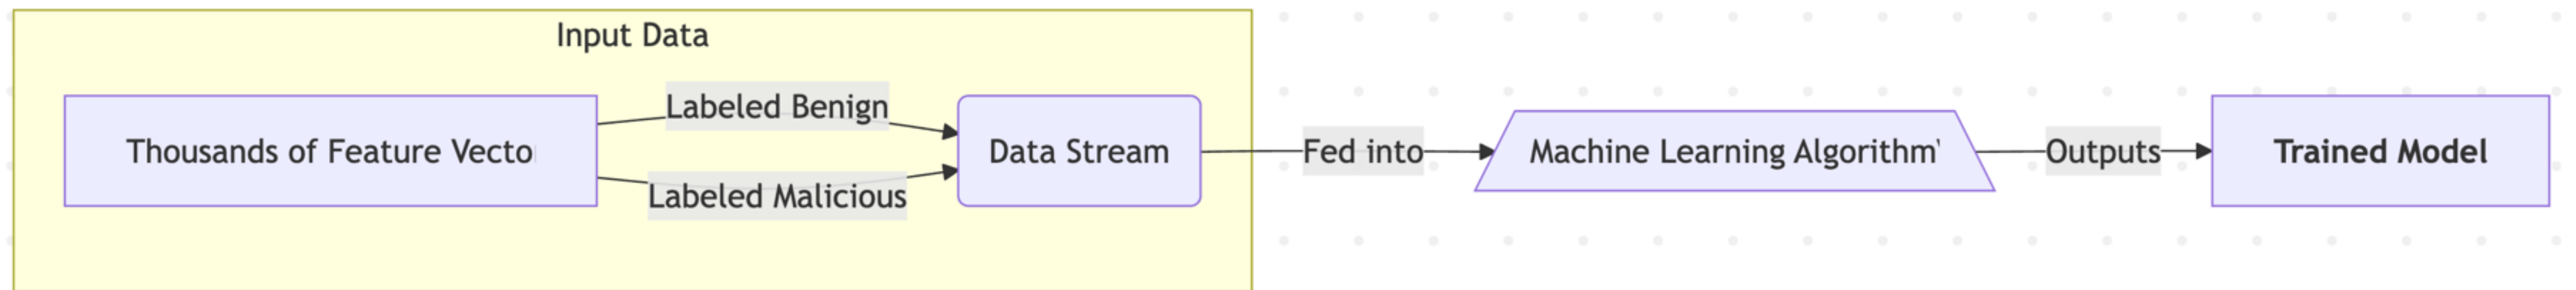 Input Data
Thousands of Feature Vecto
Labeled Benign
Labeled Malicious
Data Stream
Fed into
Machine Learning Algorithm'
Outputs
Trained Model